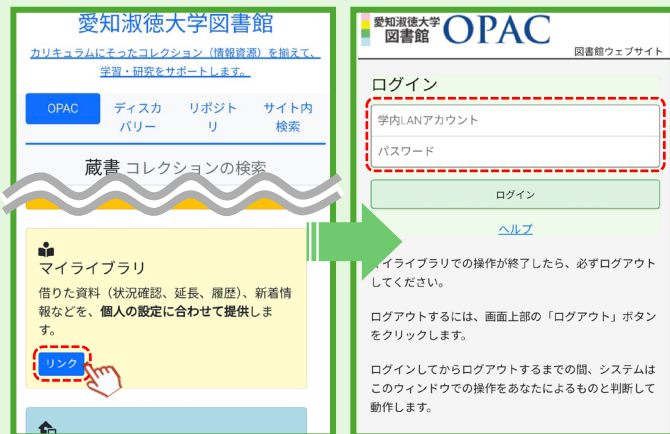 愛知淑徳大学図書館
カリキュラムにそったコレクション（情報資源）を揃えて、
学習・研究をサポートします。
OPAC
ディスカ
バリー
リポジト
リ
サイト内
検索
蔵書 コレクションの検索
マイライブラリ
借りた資料（状況確認、延長、履歴）、新着情
報などを、個人の設定に合わせて提供しま
す。
リンク
愛知淑徳大学
図書館
OPAC
図書館ウェブサイト
ログイン
学内LANアカウント
パスワード
ログイン
ヘルプ
マイライブラリでの操作が終了したら、必ずログアウト
してください。
ログアウトするには、画面上部の「ログアウト」ボタン
をクリックします。
ログインしてからログアウトするまでの間、システムは
このウィンドウでの操作をあなたによるものと判断して
動作します。